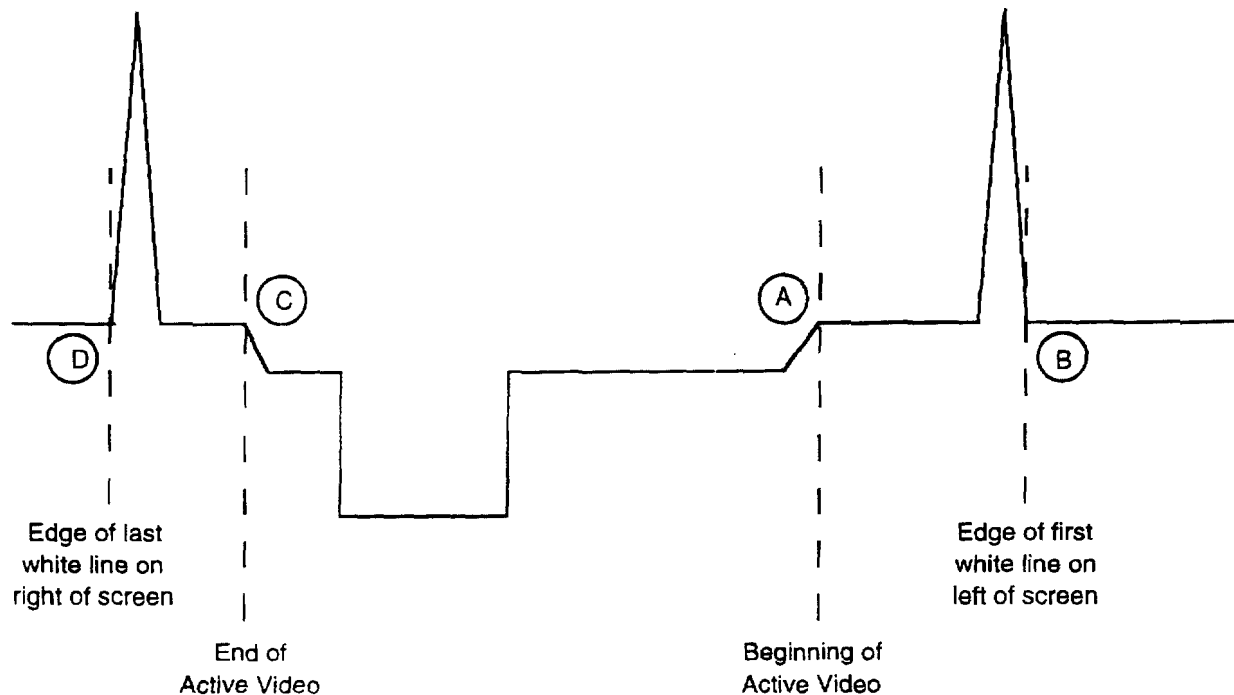 C
A
D
B
Edge of last
white line on
right of screen
Edge of first
white line on
left of screen
End of
Active Video
Beginning of
Active Video